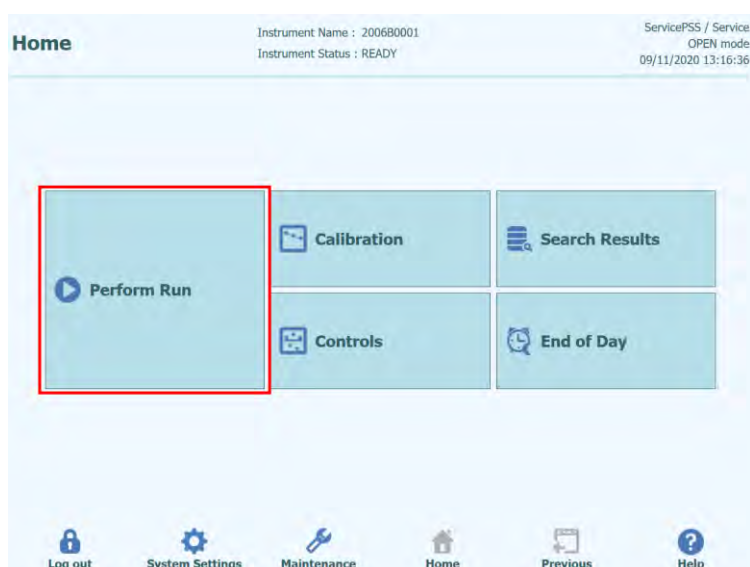 Home
Instrument Name : 2006B0001
Instrument Status : READY
ServicePSS / Service
OPEN mode
09/11/2020 13:16:36
Perform Run
Calibration
Search Results
Controls
End of Day
Log out
System Settings
Maintenance
Home
Previous
Help